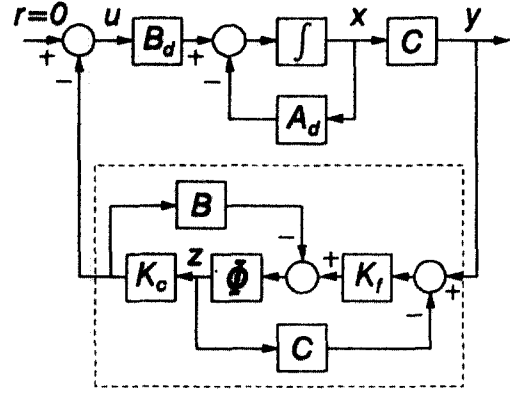 r=0 u B_d ∫ x C y
+ + − −
A_d
B
−
K_c z Φ + K_f +
−
C